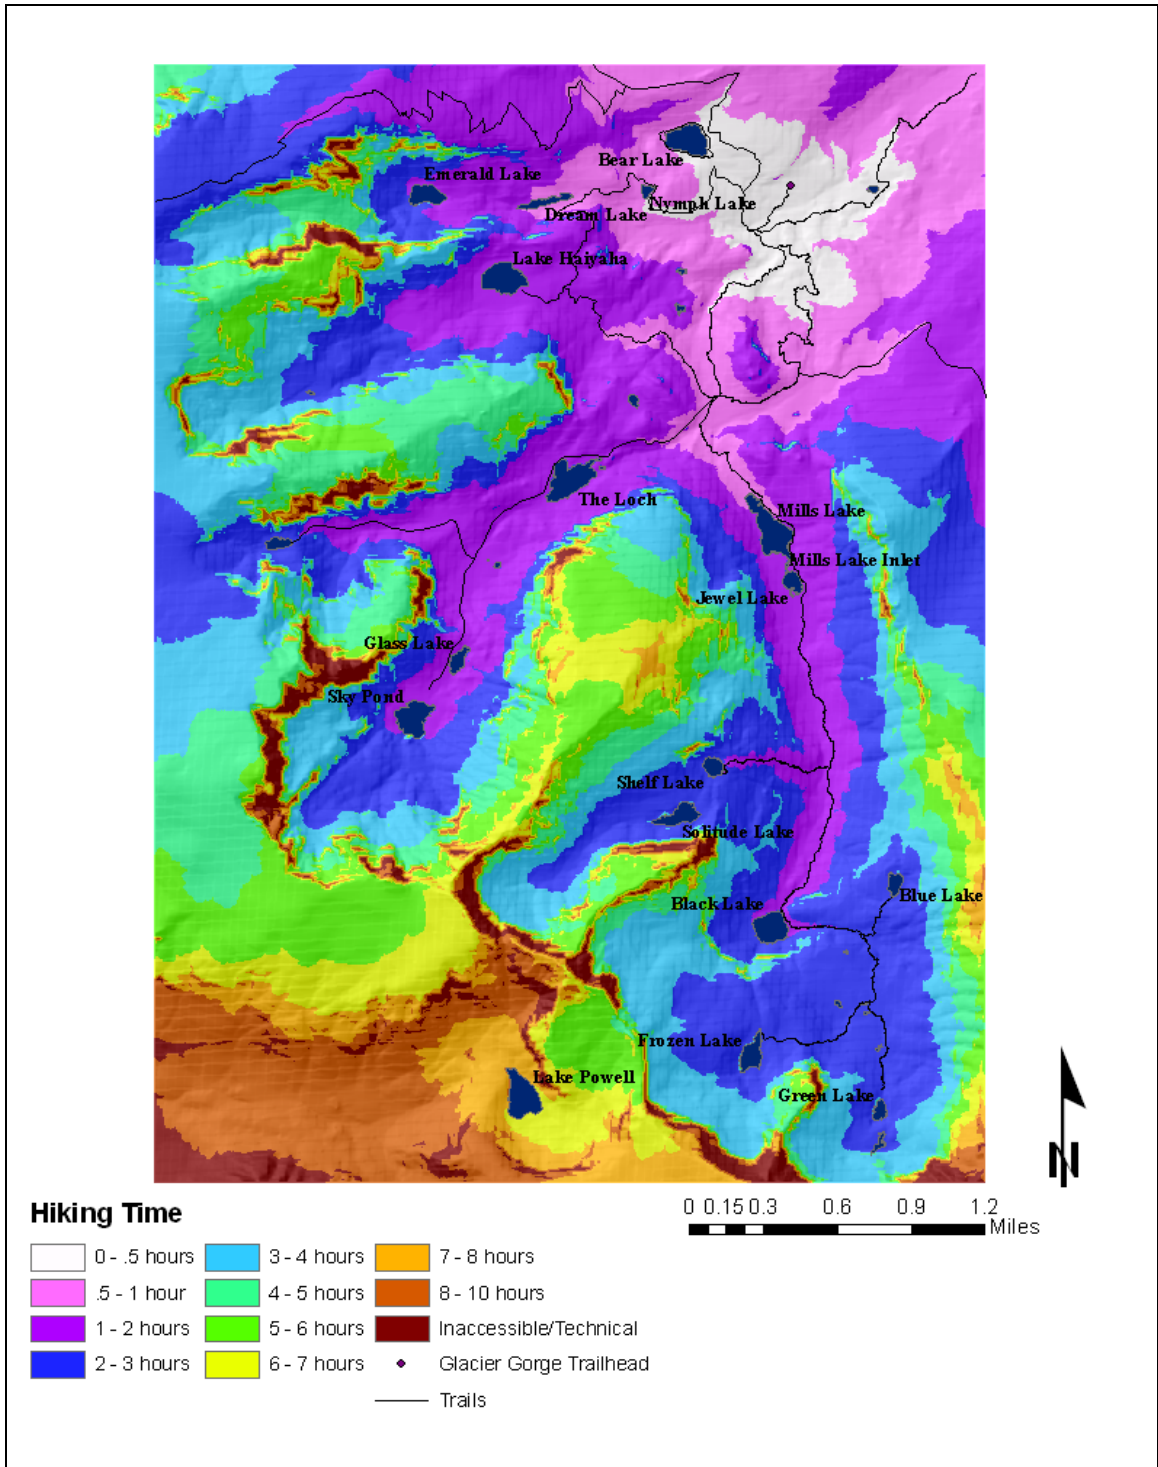 Bear Lake
Emerald Lake
Nymph Lake
Dream Lake
Lake Haiyaha
The Loch
Mills Lake
Mills Lake Inlet
Jewel Lake
Glass Lake
Sky Pond
Shelf Lake
Solitude Lake
Black Lake
Blue Lake
Frozen Lake
Lake Powell
Green Lake
N
0 0.15 0.3 0.6 0.9 1.2
Miles
Hiking Time
0 - .5 hours
.5 - 1 hour
1 - 2 hours
2 - 3 hours
3 - 4 hours
4 - 5 hours
5 - 6 hours
6 - 7 hours
7 - 8 hours
8 - 10 hours
Inaccessible/Technical
Glacier Gorge Trailhead
Trails